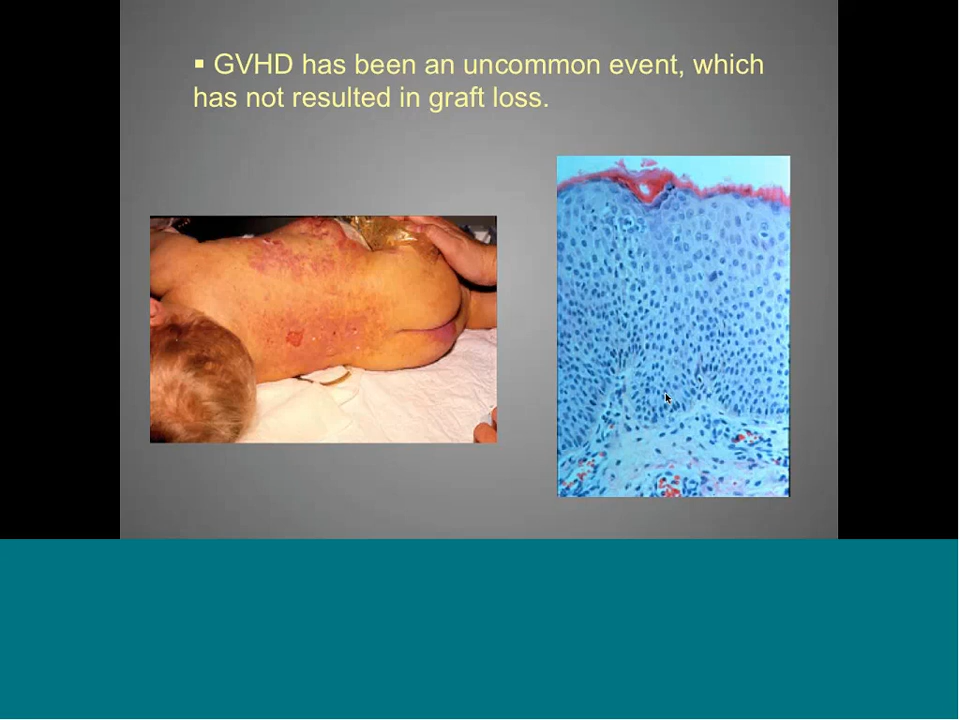 ▪ GVHD has been an uncommon event, which
has not resulted in graft loss.